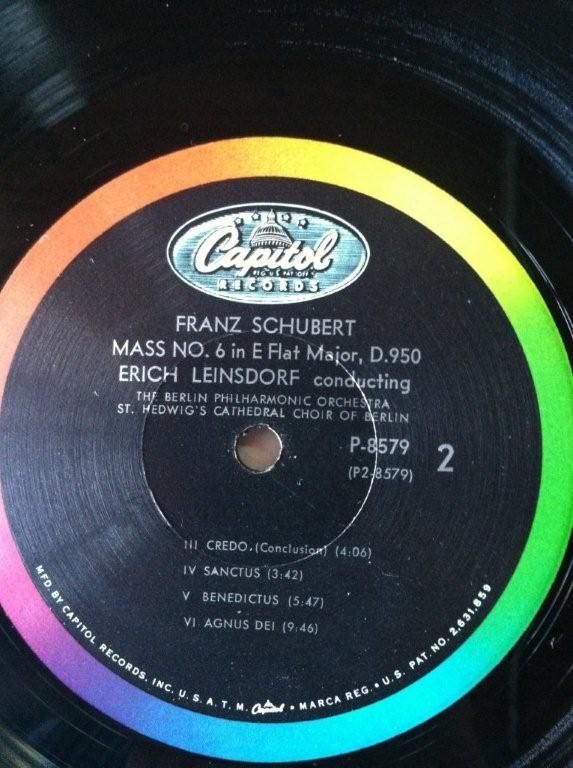 Capitol
REG. U.S. PAT. OFF.
RECORDS
FRANZ SCHUBERT
MASS NO. 6 in E Flat Major, D.950
ERICH LEINSDORF conducting
THE BERLIN PHILHARMONIC ORCHESTRA
ST. HEDWIG'S CATHEDRAL CHOIR OF BERLIN
P-8579
2
(P2-8579)
III CREDO.(Conclusion) (4:06)
IV SANCTUS (3:42)
V BENEDICTUS (5:47)
VI AGNUS DEI (9:46)
MFD. BY CAPITOL RECORDS, INC. U. S. A. T. M. Capitol • MARCA REG. • U.S. PAT. NO. 2,631,859